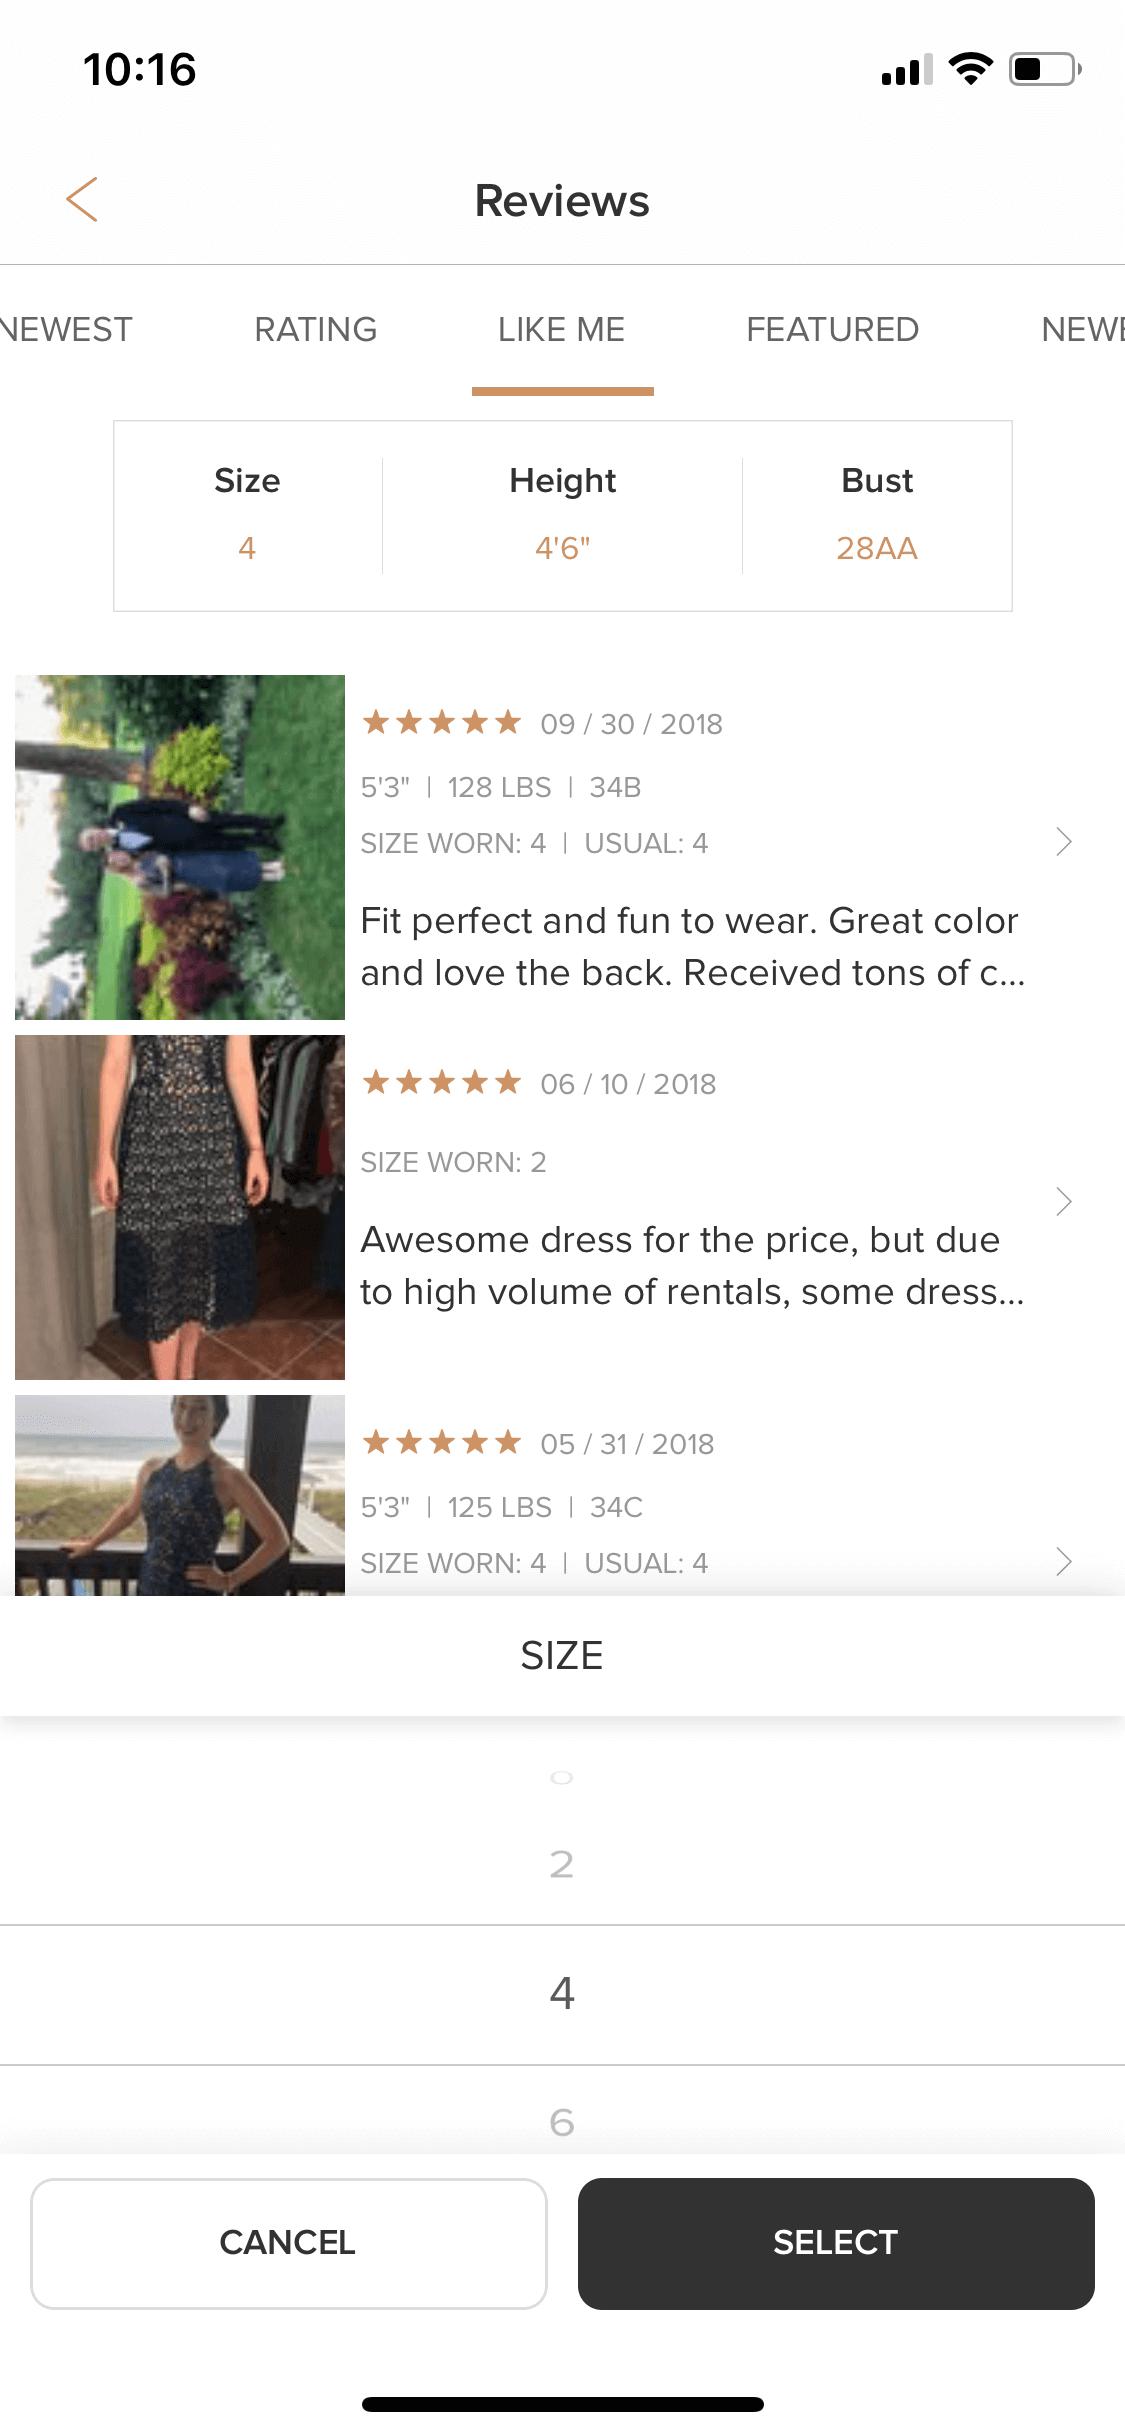 10:16
Reviews
NEWEST RATING LIKE ME FEATURED NEWE
Size Height Bust
4 4'6" 28AA
09 / 30 / 2018
5'3" | 128 LBS | 34B
SIZE WORN: 4 | USUAL: 4
Fit perfect and fun to wear. Great color
and love the back. Received tons of c...
06 / 10 / 2018
SIZE WORN: 2
Awesome dress for the price, but due
to high volume of rentals, some dress...
05 / 31 / 2018
5'3" | 125 LBS | 34C
SIZE WORN: 4 | USUAL: 4
SIZE
0
2
4
6
CANCEL SELECT